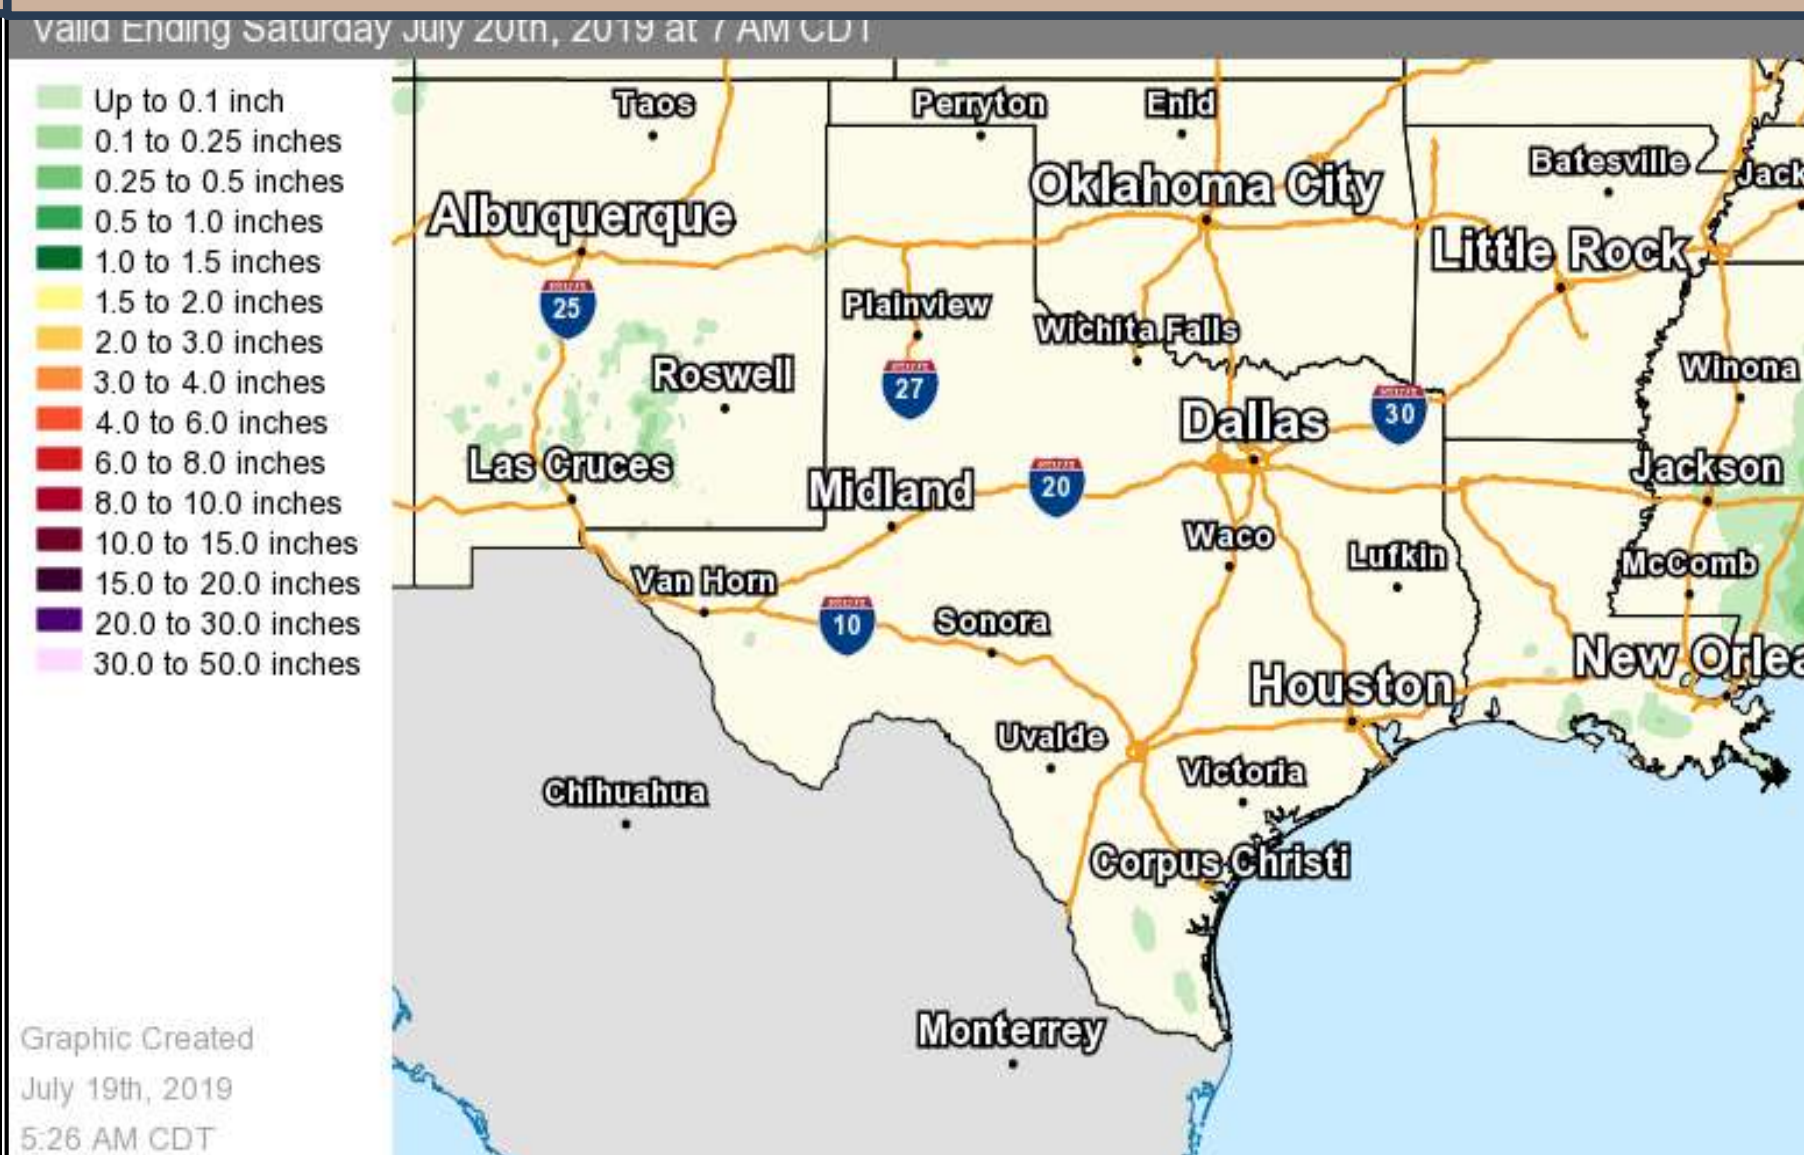 Valid Ending Saturday July 20th, 2019 at 7 AM CDT
Up to 0.1 inch
0.1 to 0.25 inches
0.25 to 0.5 inches
0.5 to 1.0 inches
1.0 to 1.5 inches
1.5 to 2.0 inches
2.0 to 3.0 inches
3.0 to 4.0 inches
4.0 to 6.0 inches
6.0 to 8.0 inches
8.0 to 10.0 inches
10.0 to 15.0 inches
15.0 to 20.0 inches
20.0 to 30.0 inches
30.0 to 50.0 inches
Graphic Created
July 19th, 2019
5:26 AM CDT
Taos
Perryton
Enid
Batesville
Jack
Oklahoma City
Albuquerque
Little Rock
25
Plainview
Wichita Falls
Roswell
27
Winona
30
Dallas
Las Cruces
Midland
20
Jackson
Waco
Lufkin
McComb
Van Horn
10
Sonora
New Orlea
Houston
Uvalde
Victoria
Chihuahua
Corpus Christi
Monterrey